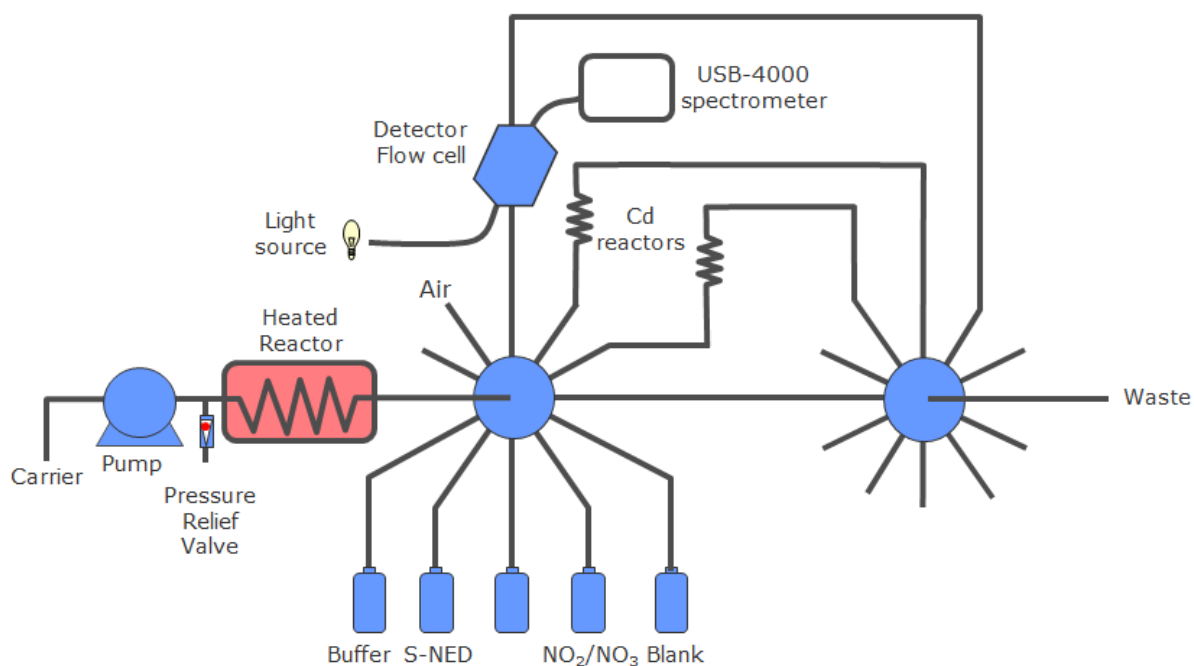 USB-4000
spectrometer
Detector
Flow cell
Light
source
Cd
reactors
Air
Heated
Reactor
Waste
Carrier
Pump
Pressure
Relief
Valve
Buffer S-NED NO₂/NO₃ Blank